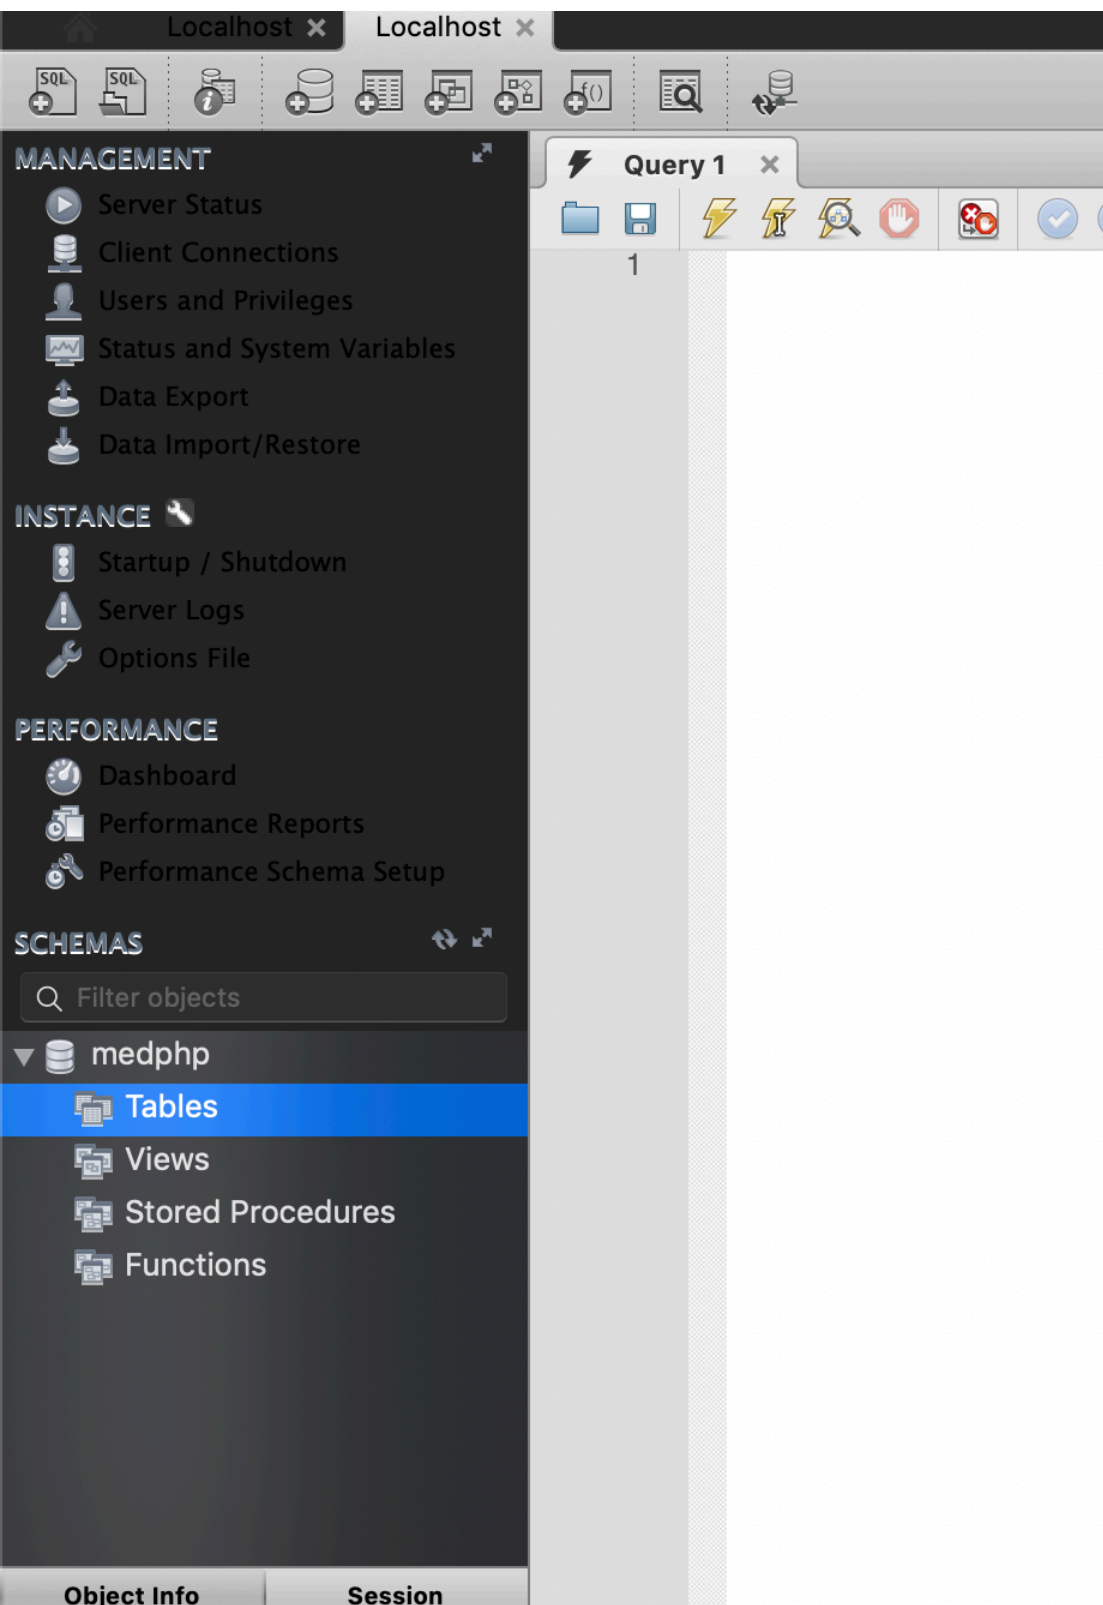 Localhost Localhost
SQL SQL
i
f()
MANAGEMENT
Server Status
Client Connections
Users and Privileges
Status and System Variables
Data Export
Data Import/Restore
INSTANCE
Startup / Shutdown
Server Logs
Options File
PERFORMANCE
Dashboard
Performance Reports
Performance Schema Setup
SCHEMAS
Filter objects
medphp
Tables
Views
Stored Procedures
Functions
Object Info Session
Query 1
1